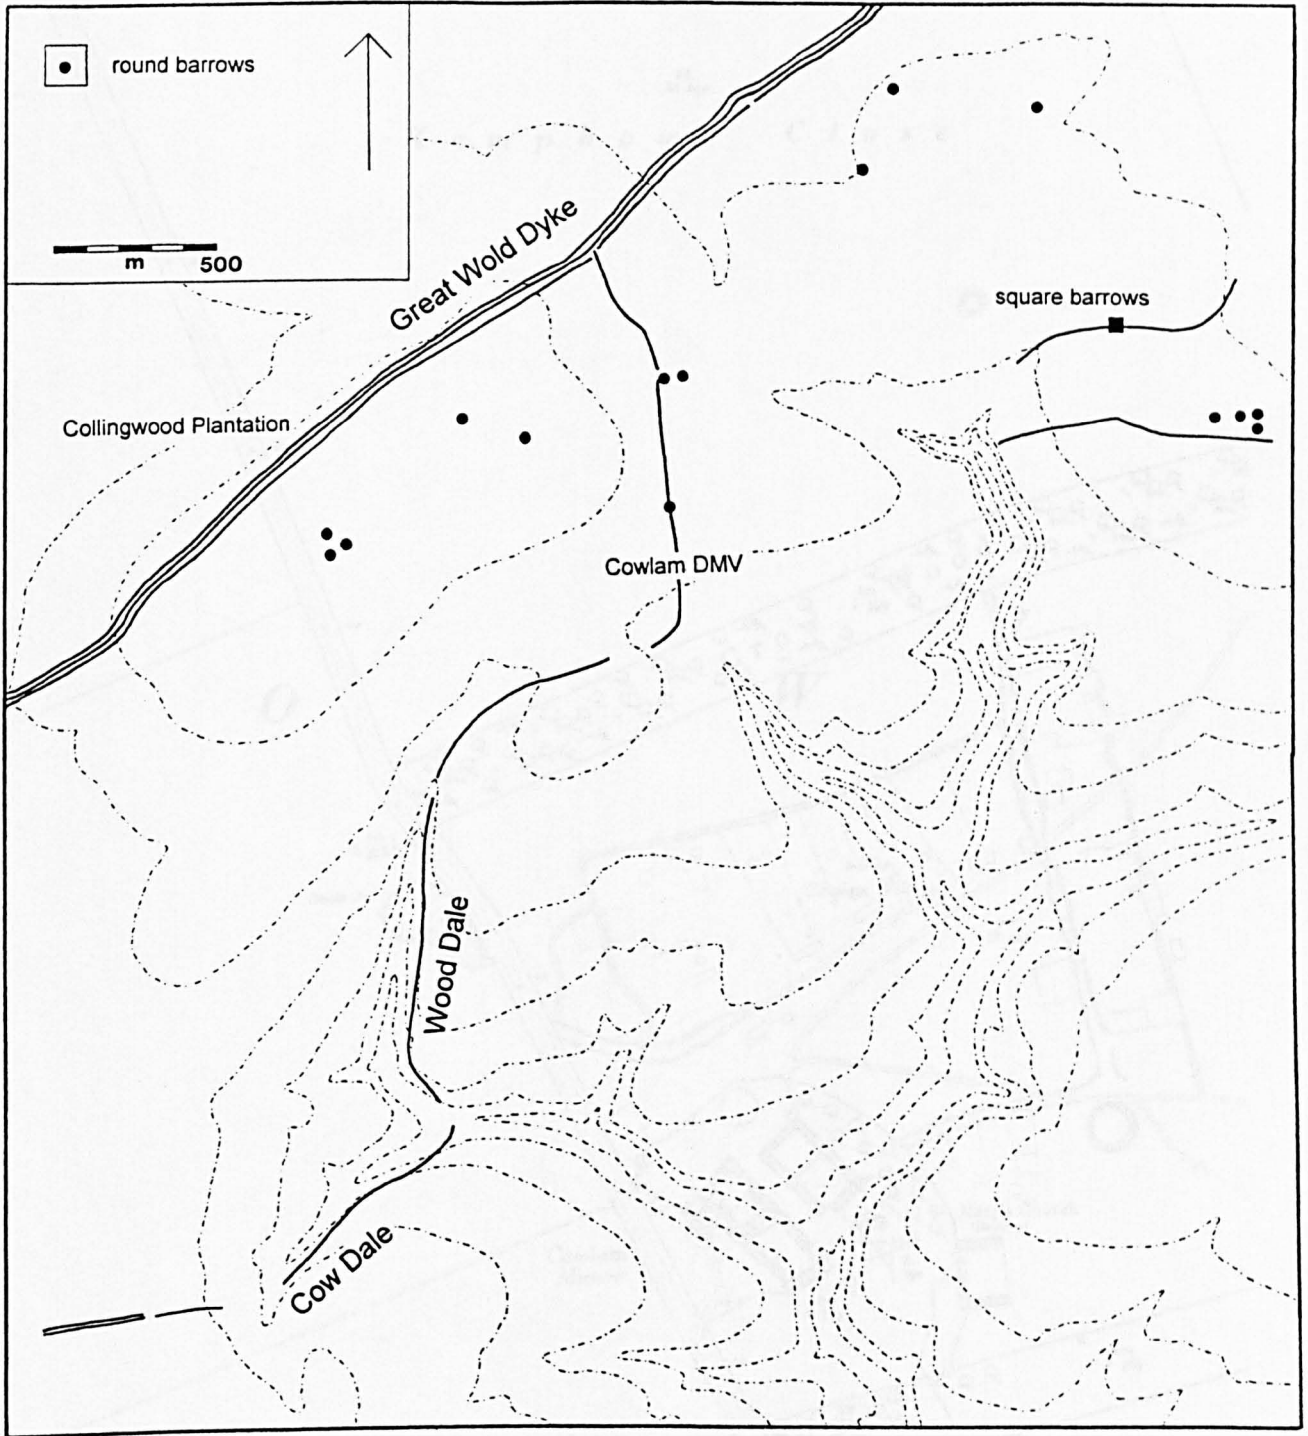 round barrows
m 500
Great Wold Dyke
square barrows
Collingwood Plantation
Cowlam DMV
Wood Dale
Cow Dale